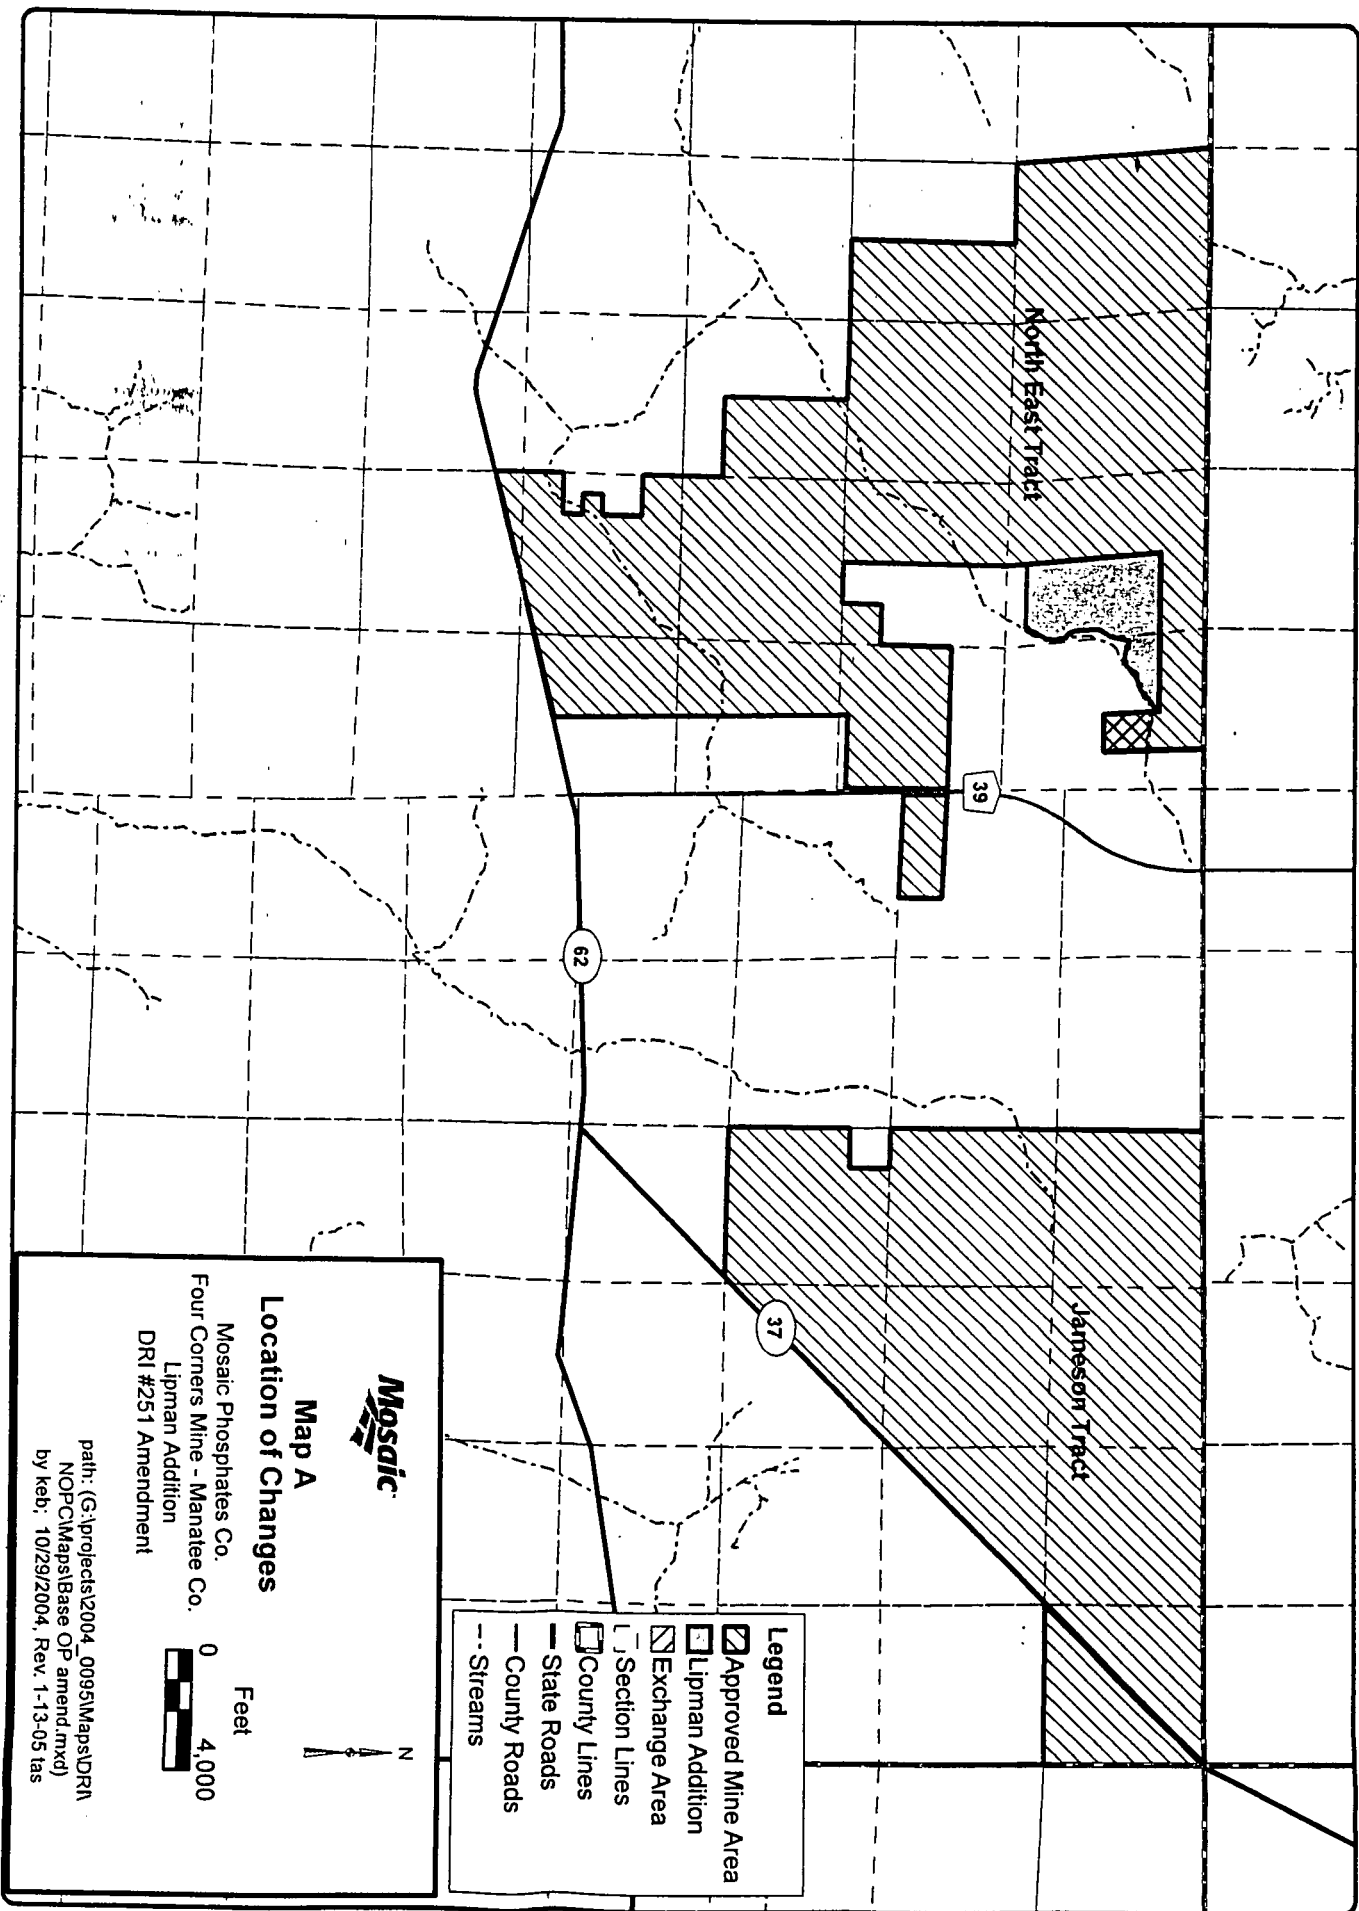 North East Tract
Jameson Tract
39
62
37
Legend
Approved Mine Area
Lipman Addition
Exchange Area
Section Lines
County Lines
State Roads
County Roads
Streams
Mosaic
Map A
Location of Changes
Mosaic Phosphates Co.
Four Corners Mine - Manatee Co.
Lipman Addition
DRI #251 Amendment
N
Feet
0 4,000
path: (G:\projects\2004_0095\Maps\DRI\
NOPC\Maps\Base OP amend.mxd)
by keb; 10/29/2004, Rev. 1-13-05 tas